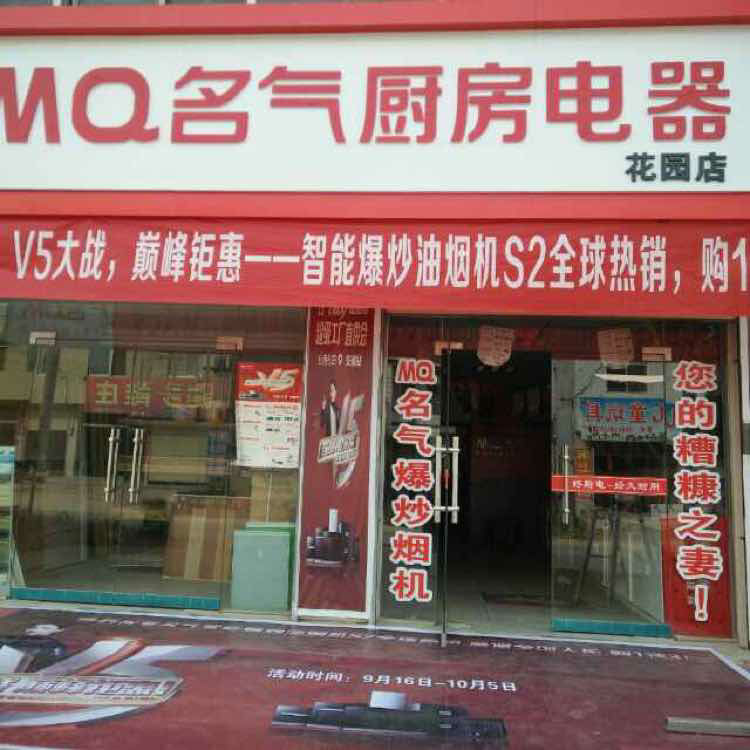 MQ名气厨房电器
花园店
V5大战，巅峰钜惠——智能爆炒油烟机S2全球热销，购1
MQ名气爆炒烟机
您的糟糠之妻！
V5
活动时间：9月16日-10月5日